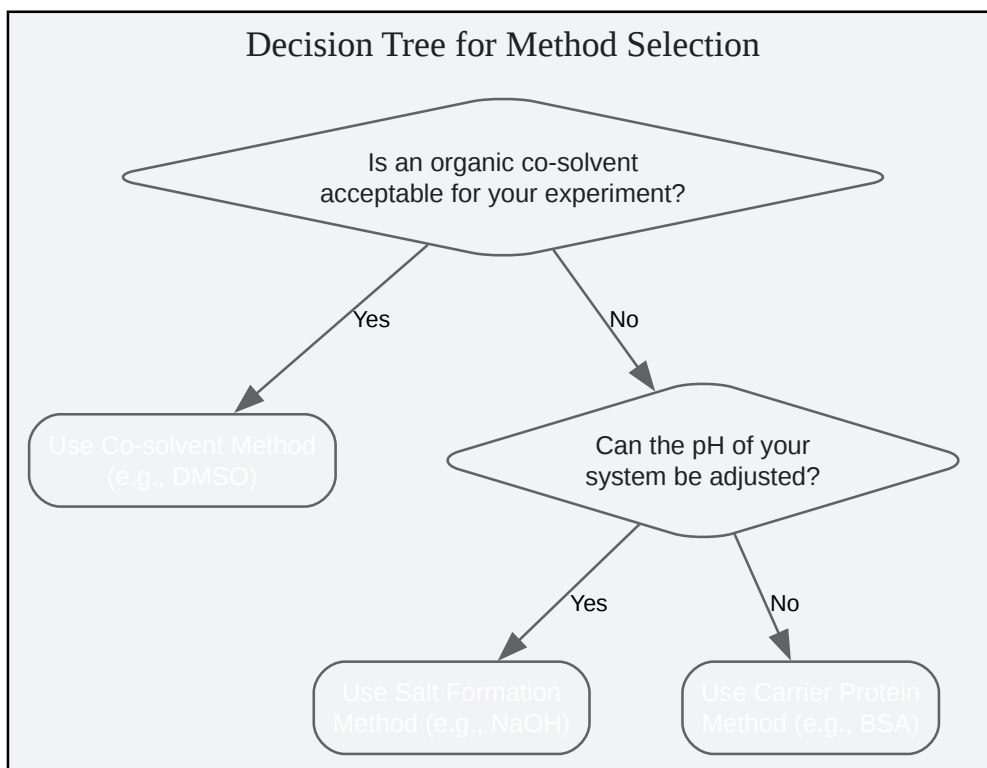 Decision Tree for Method Selection
Is an organic co-solvent
acceptable for your experiment?
Yes
No
Use Co-solvent Method
(e.g., DMSO)
Can the pH of your
system be adjusted?
Yes
No
Use Salt Formation
Method (e.g., NaOH)
Use Carrier Protein
Method (e.g., BSA)